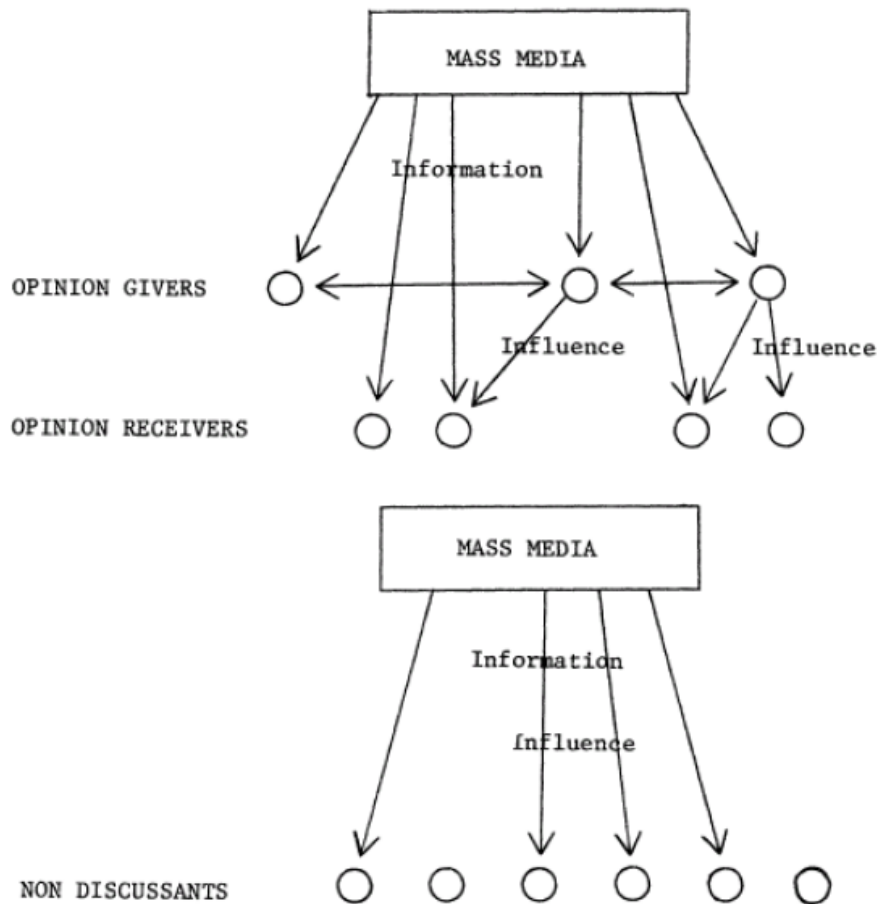 MASS MEDIA
Information
OPINION GIVERS
Influence
Influence
OPINION RECEIVERS
MASS MEDIA
Information
Influence
NON DISCUSSANTS